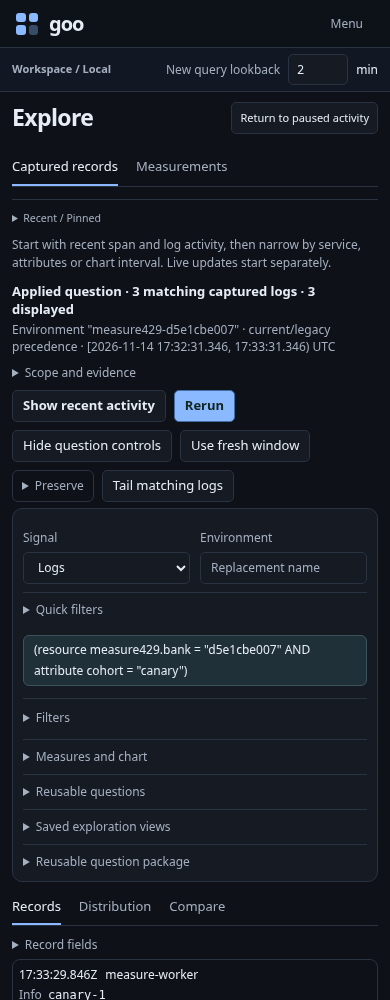 goo
Menu
Workspace / Local
New query lookback 2 min
Explore
Return to paused activity
Captured records
Measurements
Recent / Pinned
Start with recent span and log activity, then narrow by service,
attributes or chart interval. Live updates start separately.
Applied question · 3 matching captured logs · 3
displayed
Environment "measure429-d5e1cbe007" · current/legacy
precedence · [2026-11-14 17:32:31.346, 17:33:31.346) UTC
Scope and evidence
Show recent activity
Rerun
Hide question controls
Use fresh window
Preserve
Tail matching logs
Signal
Environment
Logs
Replacement name
Quick filters
(resource measure429.bank = "d5e1cbe007" AND
attribute cohort = "canary")
Filters
Measures and chart
Reusable questions
Saved exploration views
Reusable question package
Records
Distribution
Compare
Record fields
17:33:29.846Z measure-worker
Info canary-1